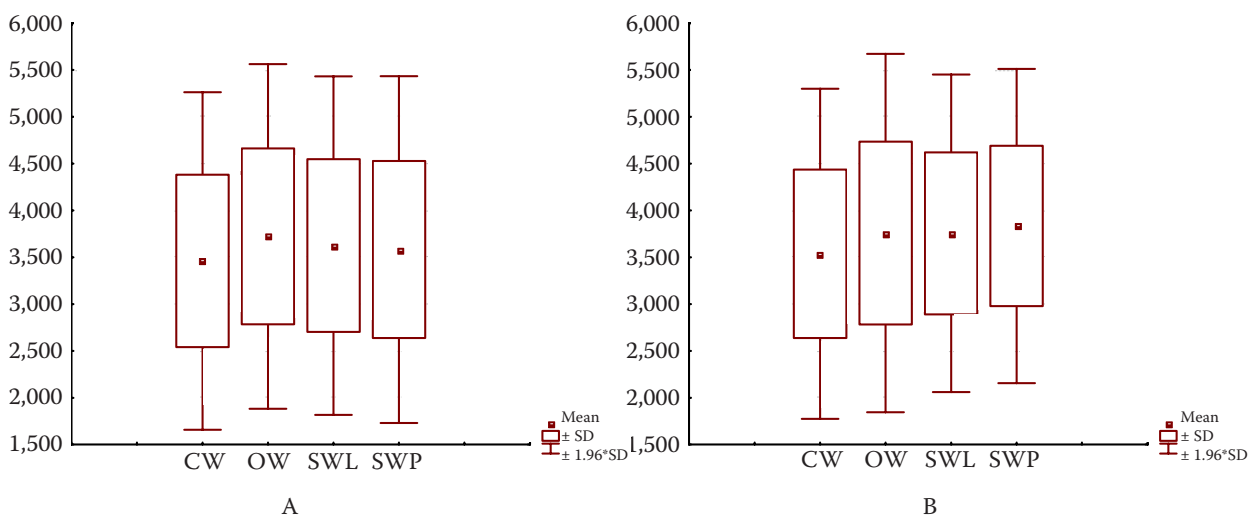 6,000
5,500
5,000
4,500
4,000
3,500
3,000
2,500
2,000
1,500
CW OW SWL SWP
Mean
± SD
± 1.96*SD
A
6,000
5,500
5,000
4,500
4,000
3,500
3,000
2,500
2,000
1,500
CW OW SWL SWP
Mean
± SD
± 1.96*SD
B